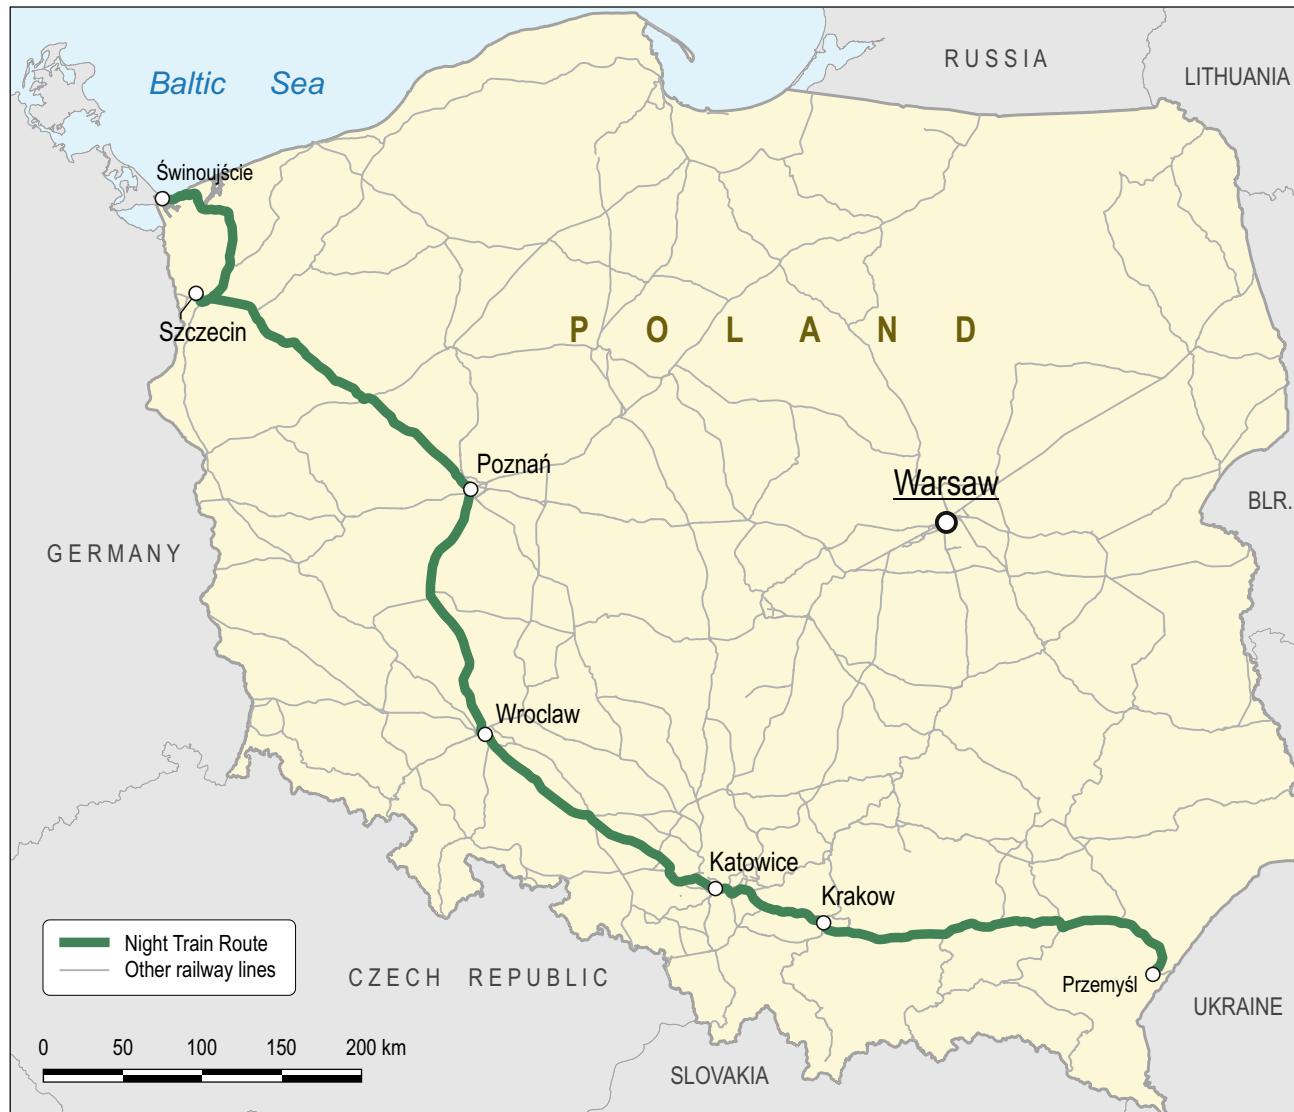 RUSSIA
LITHUANIA
Baltic Sea
Świnoujście
Szczecin
POLAND
Poznań
Warsaw
BLR.
GERMANY
Wroclaw
Katowice
Krakow
Night Train Route
Other railway lines
CZECH REPUBLIC
Przemyśl
UKRAINE
0 50 100 150 200 km
SLOVAKIA